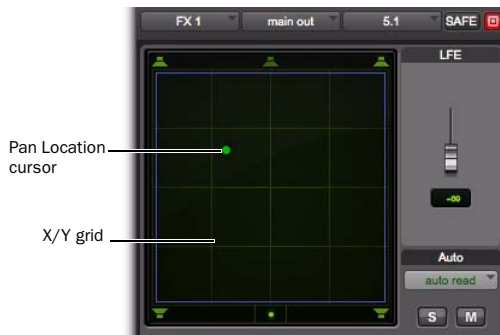 FX 1 main out 5.1 SAFE
LFE
Pan Location
cursor
-∞
X/Y grid
Auto
auto read
S M